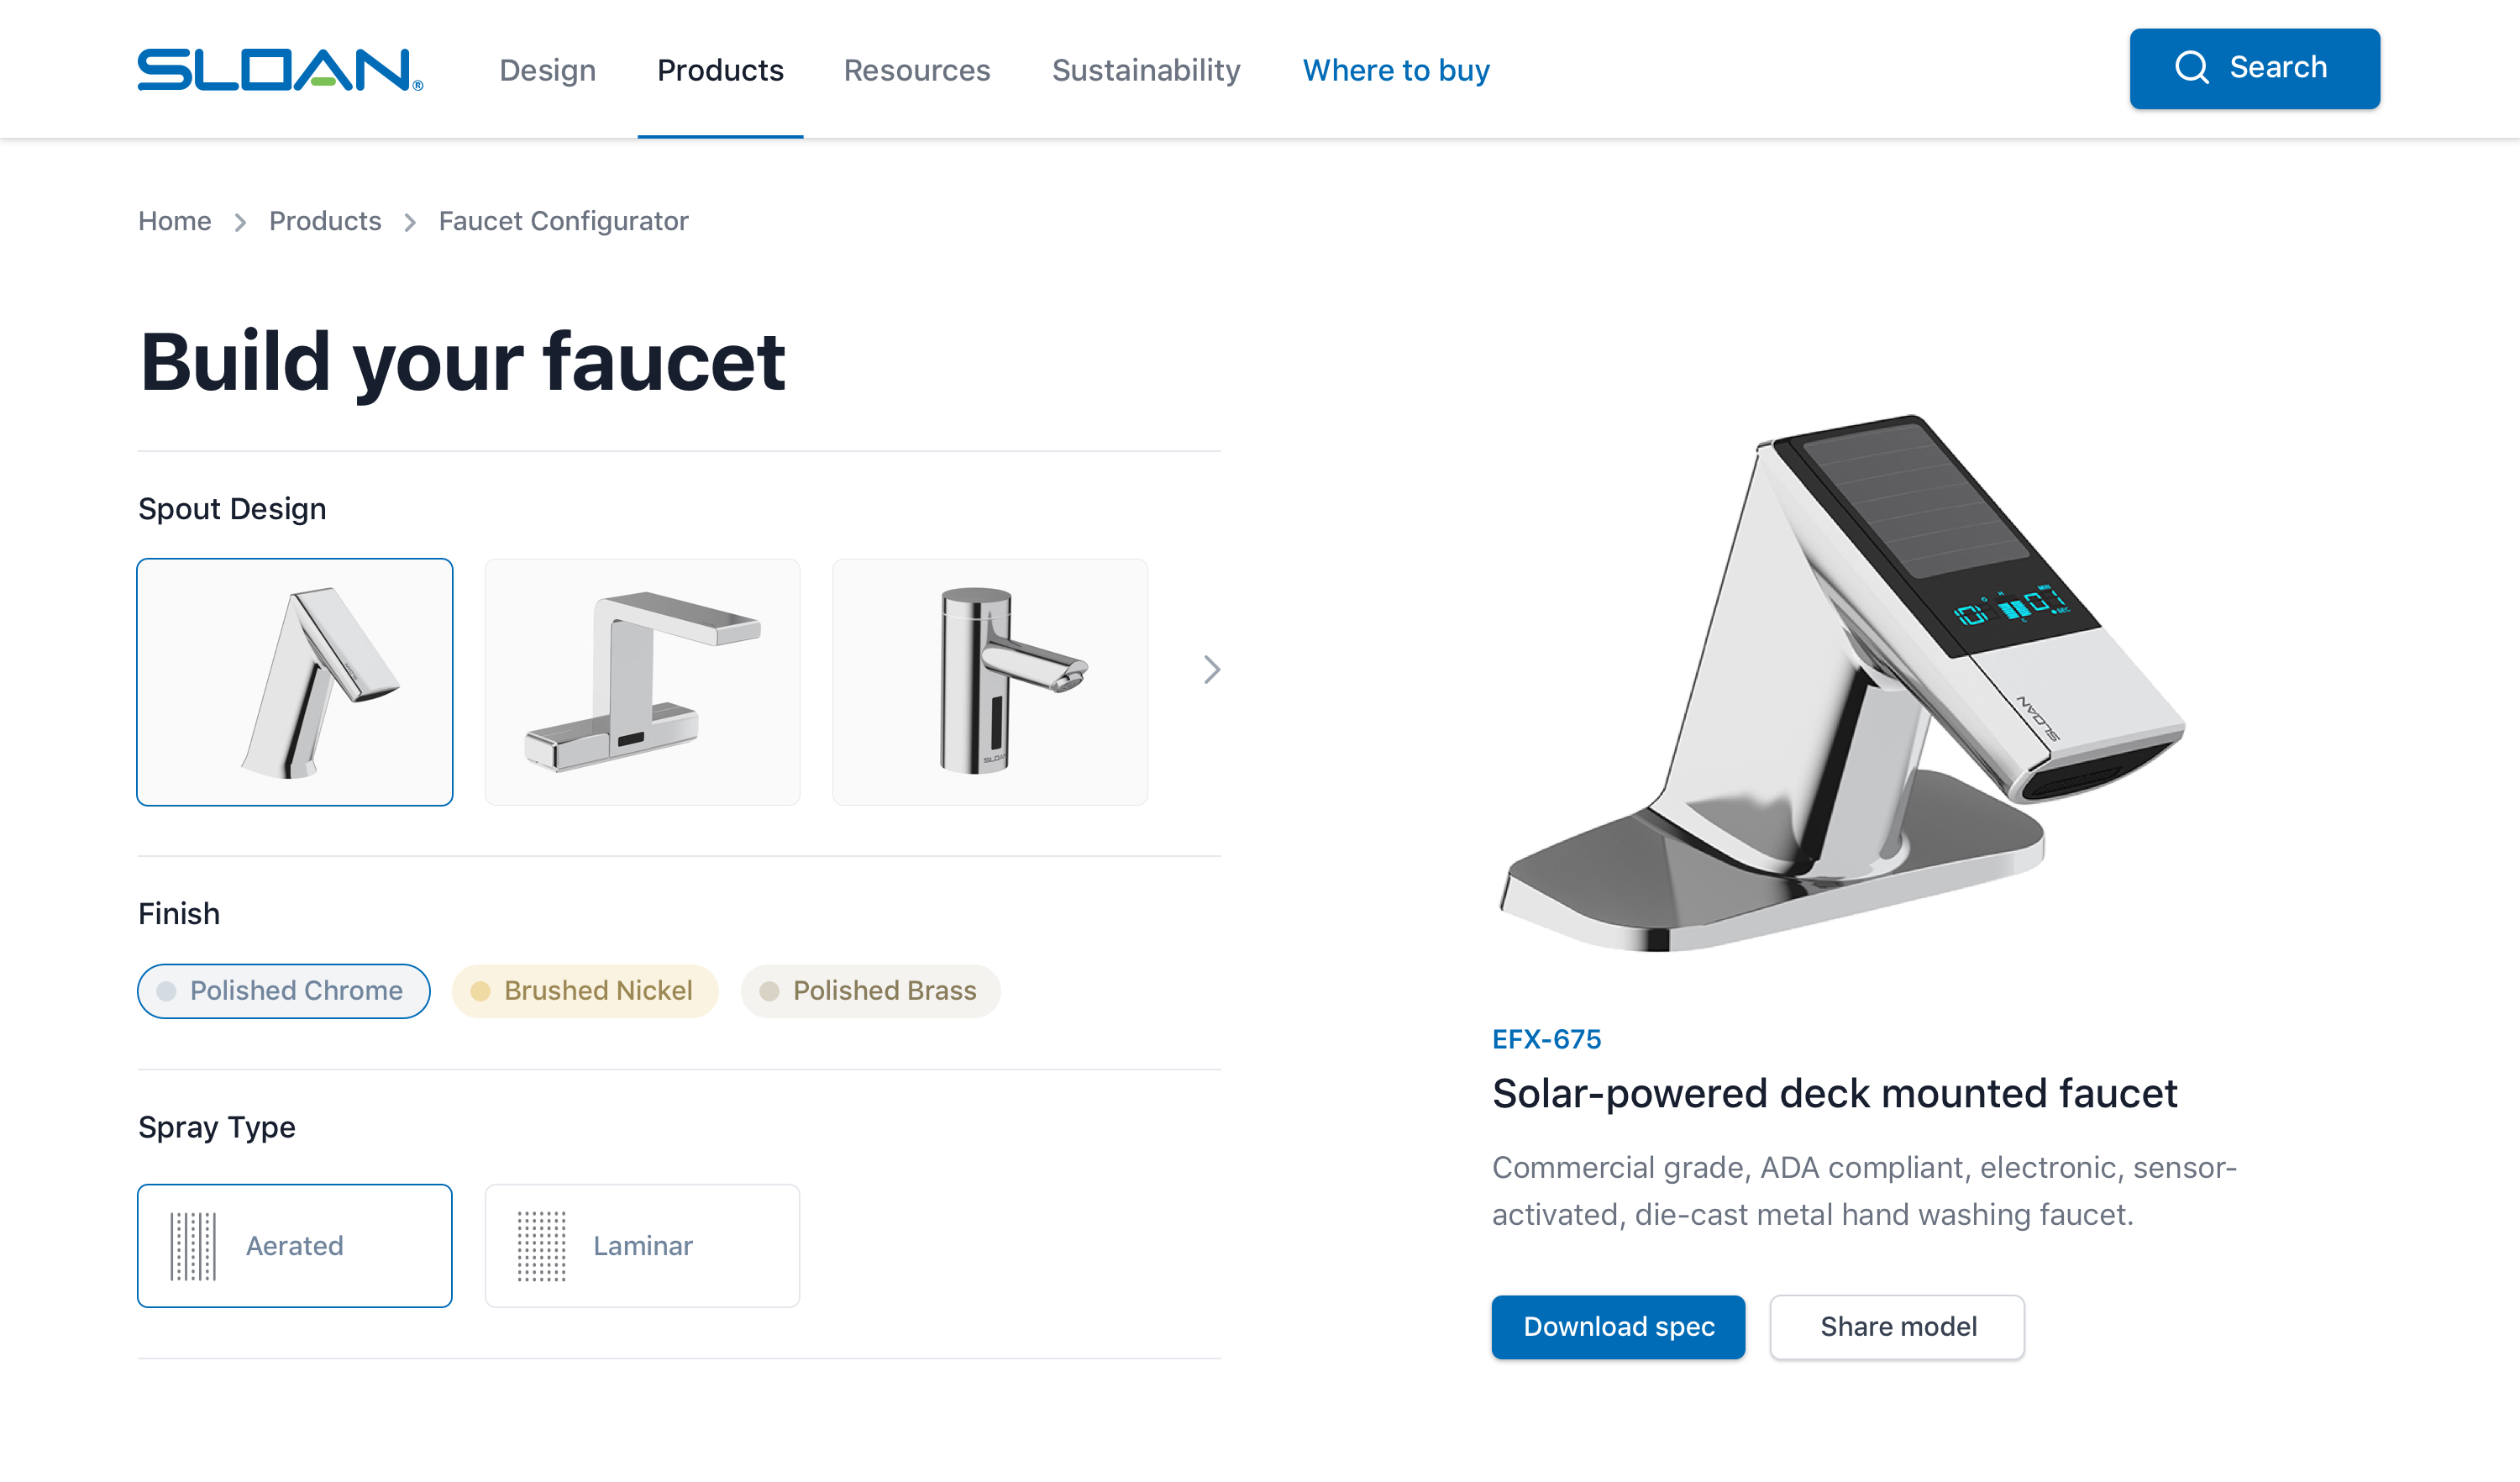 SLOAN®
Design
Products
Resources
Sustainability
Where to buy
Search
Home
Products
Faucet Configurator
Build your faucet
Spout Design
SLOAN
Finish
Polished Chrome
Brushed Nickel
Polished Brass
Spray Type
Aerated
Laminar
SLOAN
EFX-675
Solar-powered deck mounted faucet
Commercial grade, ADA compliant, electronic, sensor-
activated, die-cast metal hand washing faucet.
Download spec
Share model